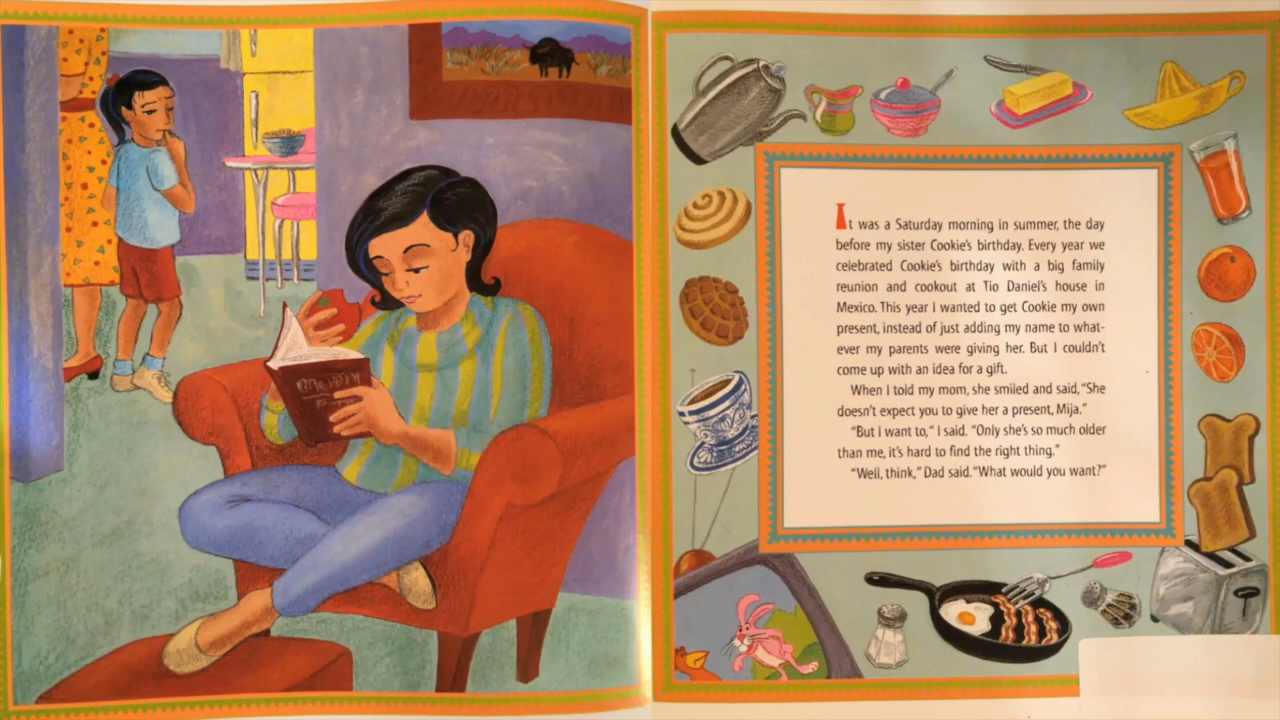 It was a Saturday morning in summer, the day
before my sister Cookie's birthday. Every year we
celebrated Cookie's birthday with a big family
reunion and cookout at Tio Daniel's house in
Mexico. This year I wanted to get Cookie my own
present, instead of just adding my name to what-
ever my parents were giving her. But I couldn't
come up with an idea for a gift.
When I told my mom, she smiled and said, "She
doesn't expect you to give her a present, Mija."
"But I want to," I said. "Only she's so much older
than me, it's hard to find the right thing."
"Well, think," Dad said. "What would you want?"